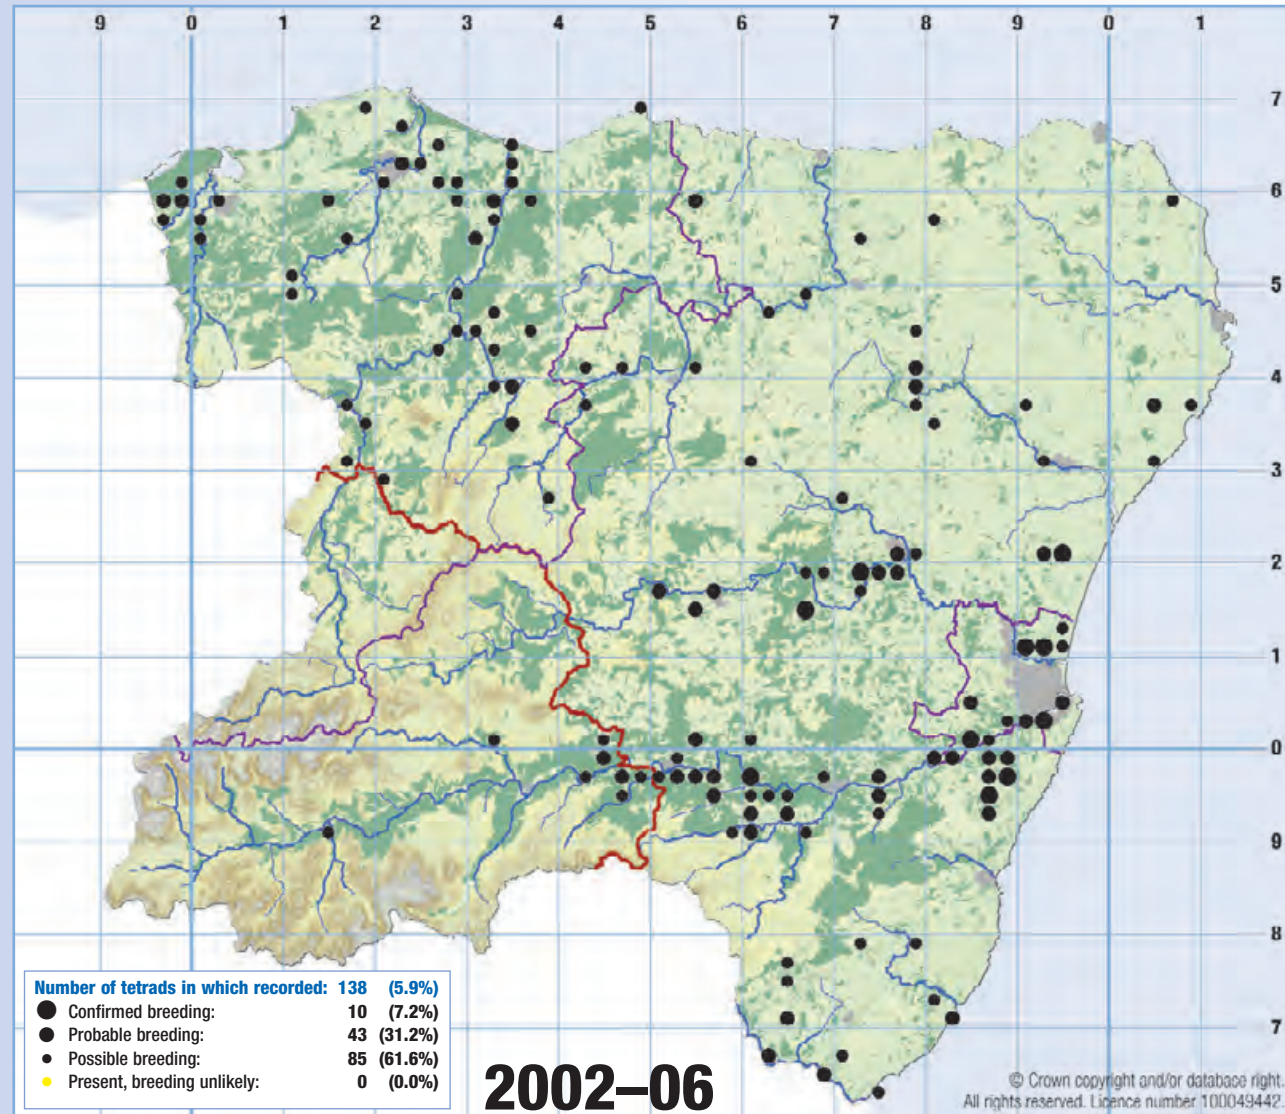 9 0 1 2 3 4 5 6 7 8 9 0 1
7
6
5
4
3
2
1
0
9
8
7
Number of tetrads in which recorded: 138 (5.9%)
Confirmed breeding: 10 (7.2%)
Probable breeding: 43 (31.2%)
Possible breeding: 85 (61.6%)
Present, breeding unlikely: 0 (0.0%)
2002–06
© Crown copyright and/or database right.
All rights reserved. Licence number 100049442